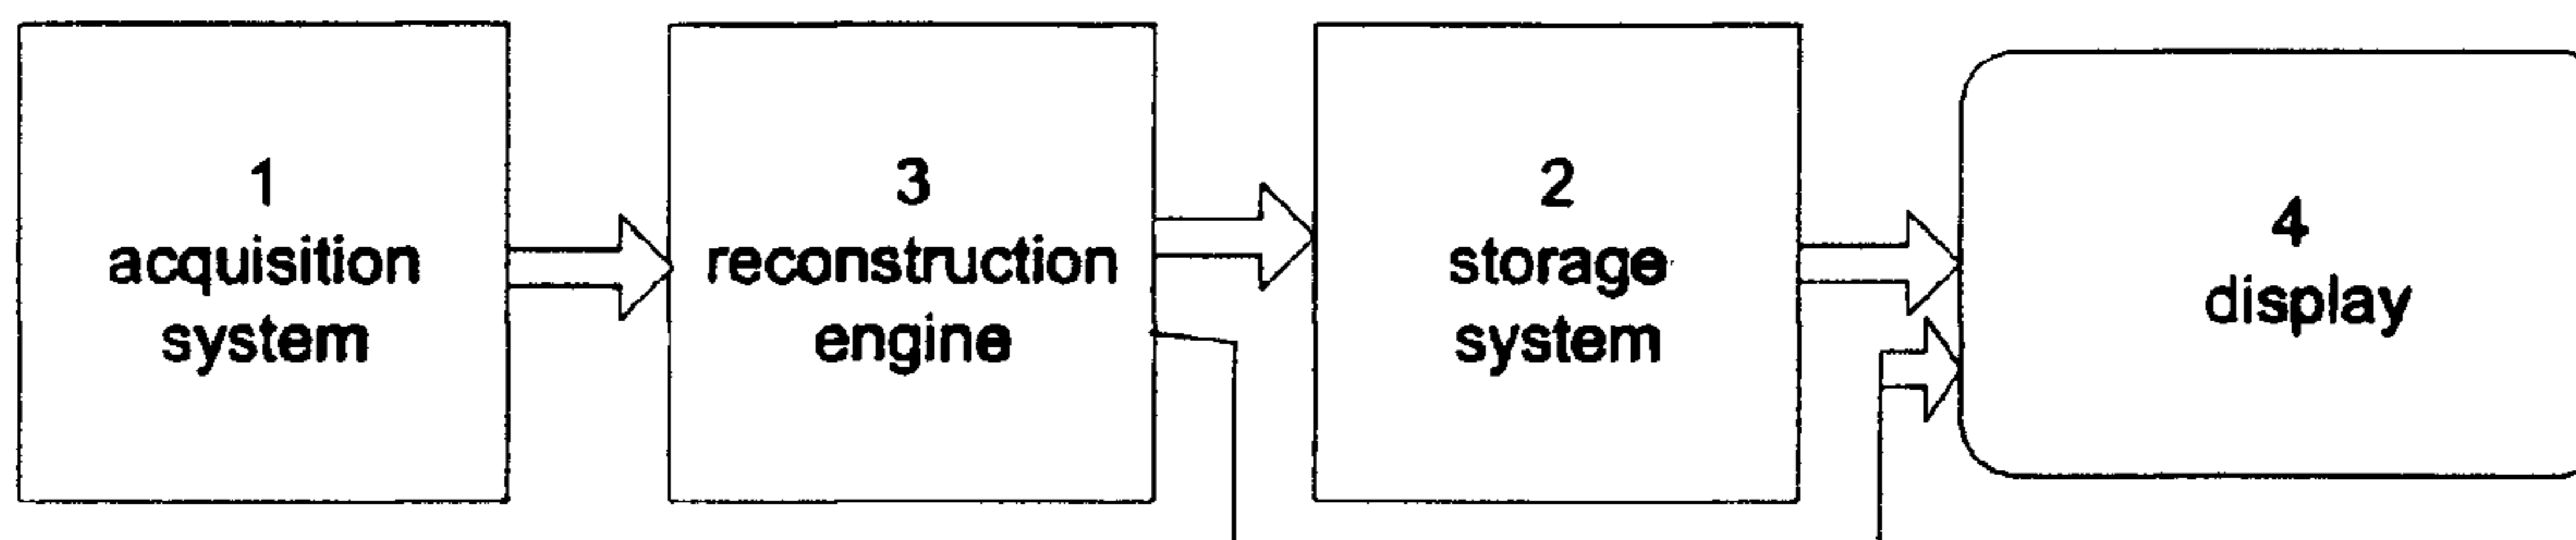 1
acquisition
system
3
reconstruction
engine
2
storage
system
4
display